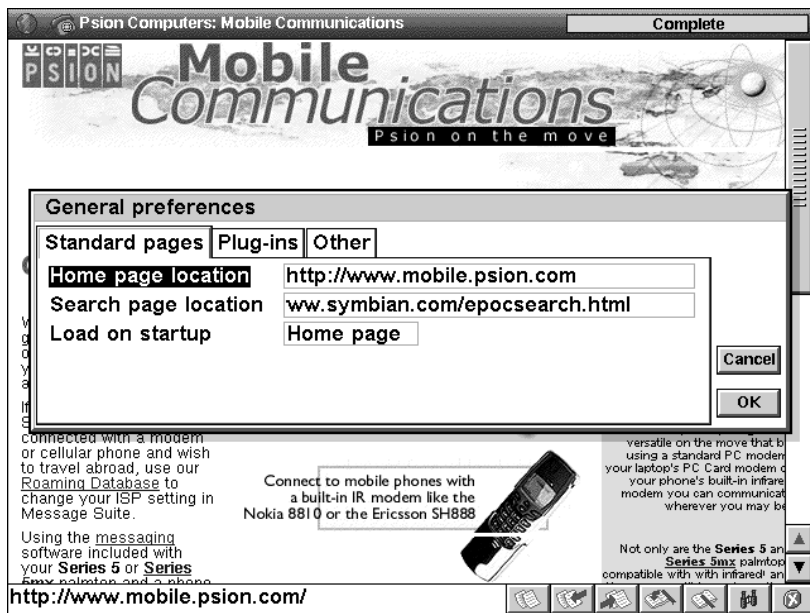 Psion Computers: Mobile Communications
Complete
PSION
Mobile
Communications
Psion on the move
General preferences
Standard pages Plug-ins Other
Home page location http://www.mobile.psion.com
Search page location ww.symbian.com/epocsearch.html
Load on startup Home page
Cancel
OK
connected with a modem
or cellular phone and wish
to travel abroad, use our
Roaming Database to
change your ISP setting in
Message Suite.
Using the messaging
software included with
your Series 5 or Series
5mx palmtop and a phone
Connect to mobile phones with
a built-in IR modem like the
Nokia 8810 or the Ericsson SH888
versatile on the move that b
using a standard PC modem
your laptop's PC Card modem o
your phone's built-in infrare
modem you can communicat
wherever you may be
Not only are the Series 5 an
Series 5mx palmtop
compatible with with infrared an
http://www.mobile.psion.com/